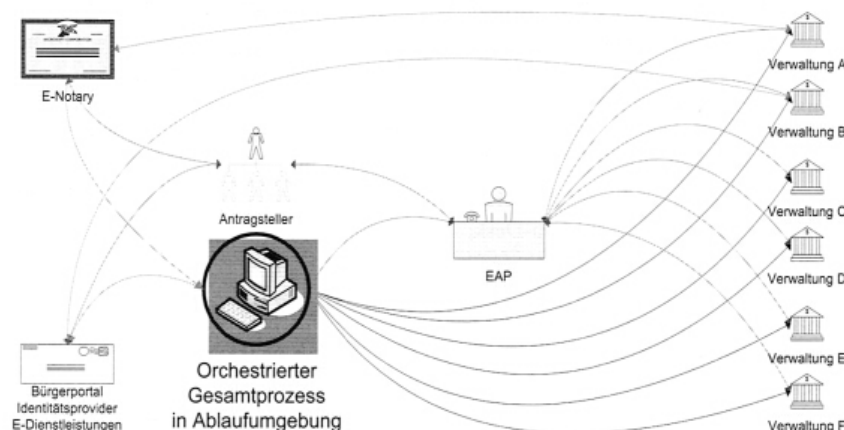 E-Notary
Antragsteller
EAP
Orchestrierter
Gesamtprozess
in Ablaufumgebung
Bürgerportal
Identitätsprovider
E-Dienstleistungen
Verwaltung A
Verwaltung B
Verwaltung C
Verwaltung D
Verwaltung E
Verwaltung F